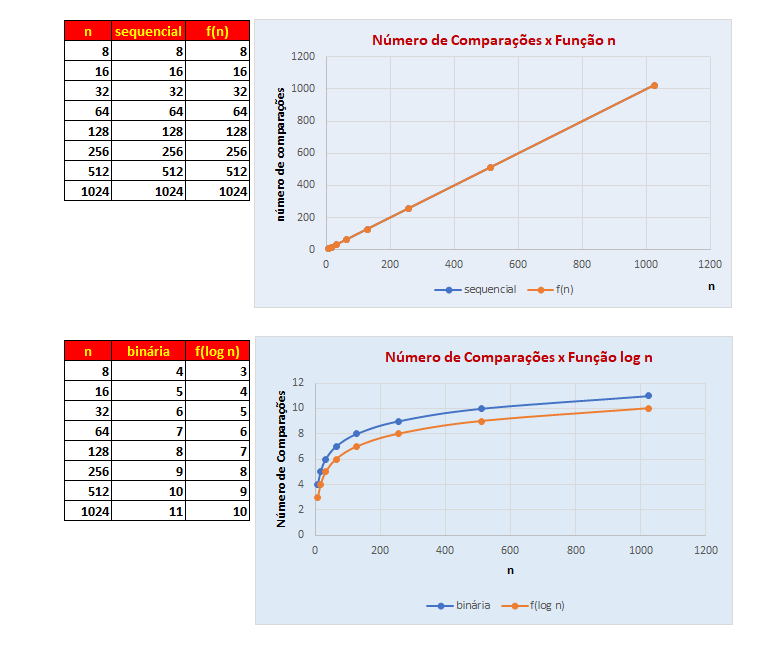 n sequencial f(n)
8 8 8
16 16 16
32 32 32
64 64 64
128 128 128
256 256 256
512 512 512
1024 1024 1024
Número de Comparações x Função n
número de comparações
1200
1000
800
600
400
200
0
0 200 400 600 800 1000 1200
n
sequencial f(n)
n binária f(log n)
8 4 3
16 5 4
32 6 5
64 7 6
128 8 7
256 9 8
512 10 9
1024 11 10
Número de Comparações x Função log n
Número de Comparações
12
10
8
6
4
2
0
0 200 400 600 800 1000 1200
n
binária f(log n)